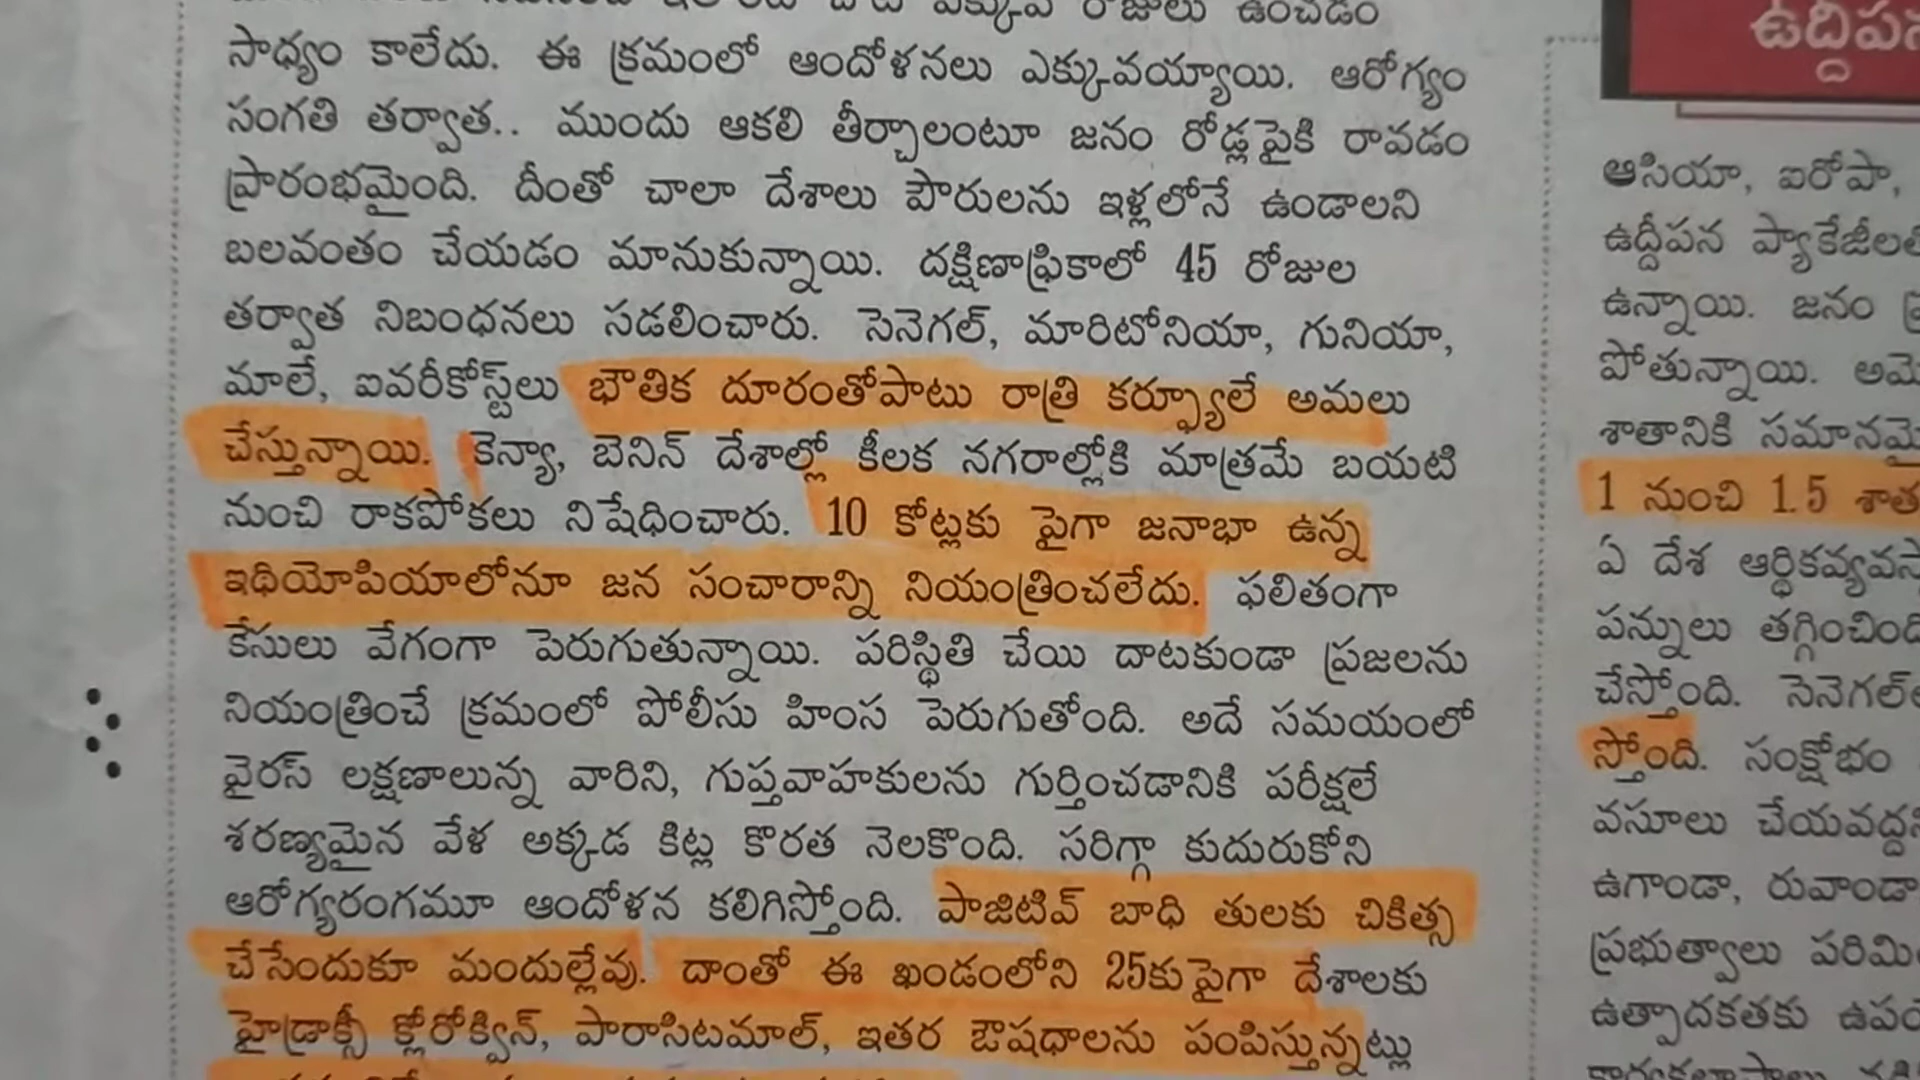 ఎక్కువ రోజులు ఉంచడం
సాధ్యం కాలేదు. ఈ క్రమంలో ఆందోళనలు ఎక్కువయ్యాయి. ఆరోగ్యం
సంగతి తర్వాత.. ముందు ఆకలి తీర్చాలంటూ జనం రోడ్లపైకి రావడం
ప్రారంభమైంది. దీంతో చాలా దేశాలు పౌరులను ఇళ్లలోనే ఉండాలని
బలవంతం చేయడం మానుకున్నాయి. దక్షిణాఫ్రికాలో 45 రోజుల
తర్వాత నిబంధనలు సడలించారు. సెనెగల్, మారిటోనియా, గునియా,
మాలే, ఐవరీకోస్ట్‌లు భౌతిక దూరంతోపాటు రాత్రి కర్ఫ్యూలే అమలు
చేస్తున్నాయి. కెన్యా, బెనిన్ దేశాల్లో కీలక నగరాల్లోకి మాత్రమే బయటి
నుంచి రాకపోకలు నిషేధించారు. 10 కోట్లకు పైగా జనాభా ఉన్న
ఇథియోపియాలోనూ జన సంచారాన్ని నియంత్రించలేదు. ఫలితంగా
కేసులు వేగంగా పెరుగుతున్నాయి. పరిస్థితి చేయి దాటకుండా ప్రజలను
నియంత్రించే క్రమంలో పోలీసు హింస పెరుగుతోంది. అదే సమయంలో
వైరస్ లక్షణాలున్న వారిని, గుప్తవాహకులను గుర్తించడానికి పరీక్షలే
శరణ్యమైన వేళ అక్కడ కిట్ల కొరత నెలకొంది. సరిగ్గా కుదురుకోని
ఆరోగ్యరంగమూ ఆందోళన కలిగిస్తోంది. పాజిటివ్ బాధి తులకు చికిత్స
చేసేందుకూ మందుల్లేవు. దాంతో ఈ ఖండంలోని 25కుపైగా దేశాలకు
హైడ్రాక్సీ క్లోరోక్విన్, పారాసిటమాల్, ఇతర ఔషధాలను పంపిస్తున్నట్లు
ఉద్దీపన
ఆసియా, ఐరోపా,
ఉద్దీపన ప్యాకేజీల
ఉన్నాయి. జనం
పోతున్నాయి.
శాతానికి సమానమై
1 నుంచి 1.5 శాత
ఏ దేశ ఆర్థికవ్యవ
పన్నులు తగ్గించింద
చేస్తోంది. సెనెగల్
స్తోంది. సంక్షోభం
వసూలు చేయవద్ద
ఉగాండా, రువాండా
ప్రభుత్వాలు పరిమి
ఉత్పాదకతకు ఉప